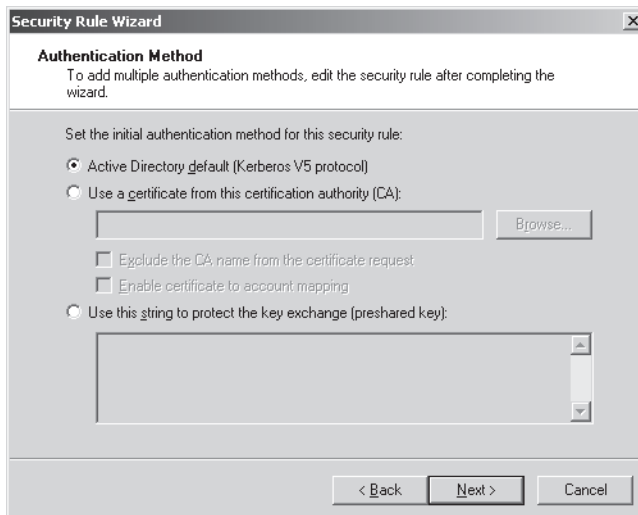 Security Rule Wizard
Authentication Method
To add multiple authentication methods, edit the security rule after completing the
wizard.
Set the initial authentication method for this security rule:
Active Directory default (Kerberos V5 protocol)
Use a certificate from this certification authority (CA):
Browse...
Exclude the CA name from the certificate request
Enable certificate to account mapping
Use this string to protect the key exchange (preshared key):
< Back Next > Cancel